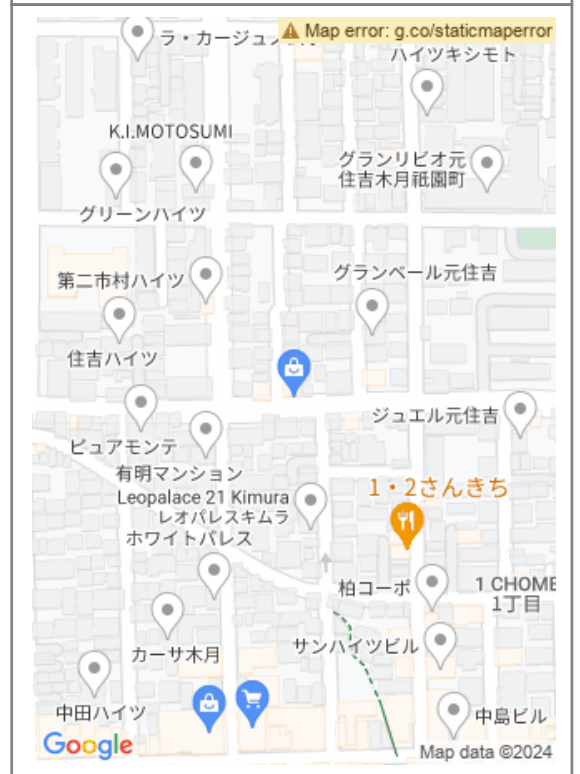 Map error: g.co/staticmaperror
ラ・カージュ
ハイツキシモト
K.I.MOTOSUMI
グランリビオ元
住吉木月祇園町
グリーンハイツ
第二市村ハイツ
グランベール元住吉
住吉ハイツ
ジュエル元住吉
ピュアモンテ
有明マンション
Leopalace 21 Kimura
レオパレスキムラ
1・2さんきち
ホワイトパレス
柏コーポ
1 CHOME
1丁目
カーサ木月
サンハイツビル
中田ハイツ
中島ビル
Google
Map data ©2024